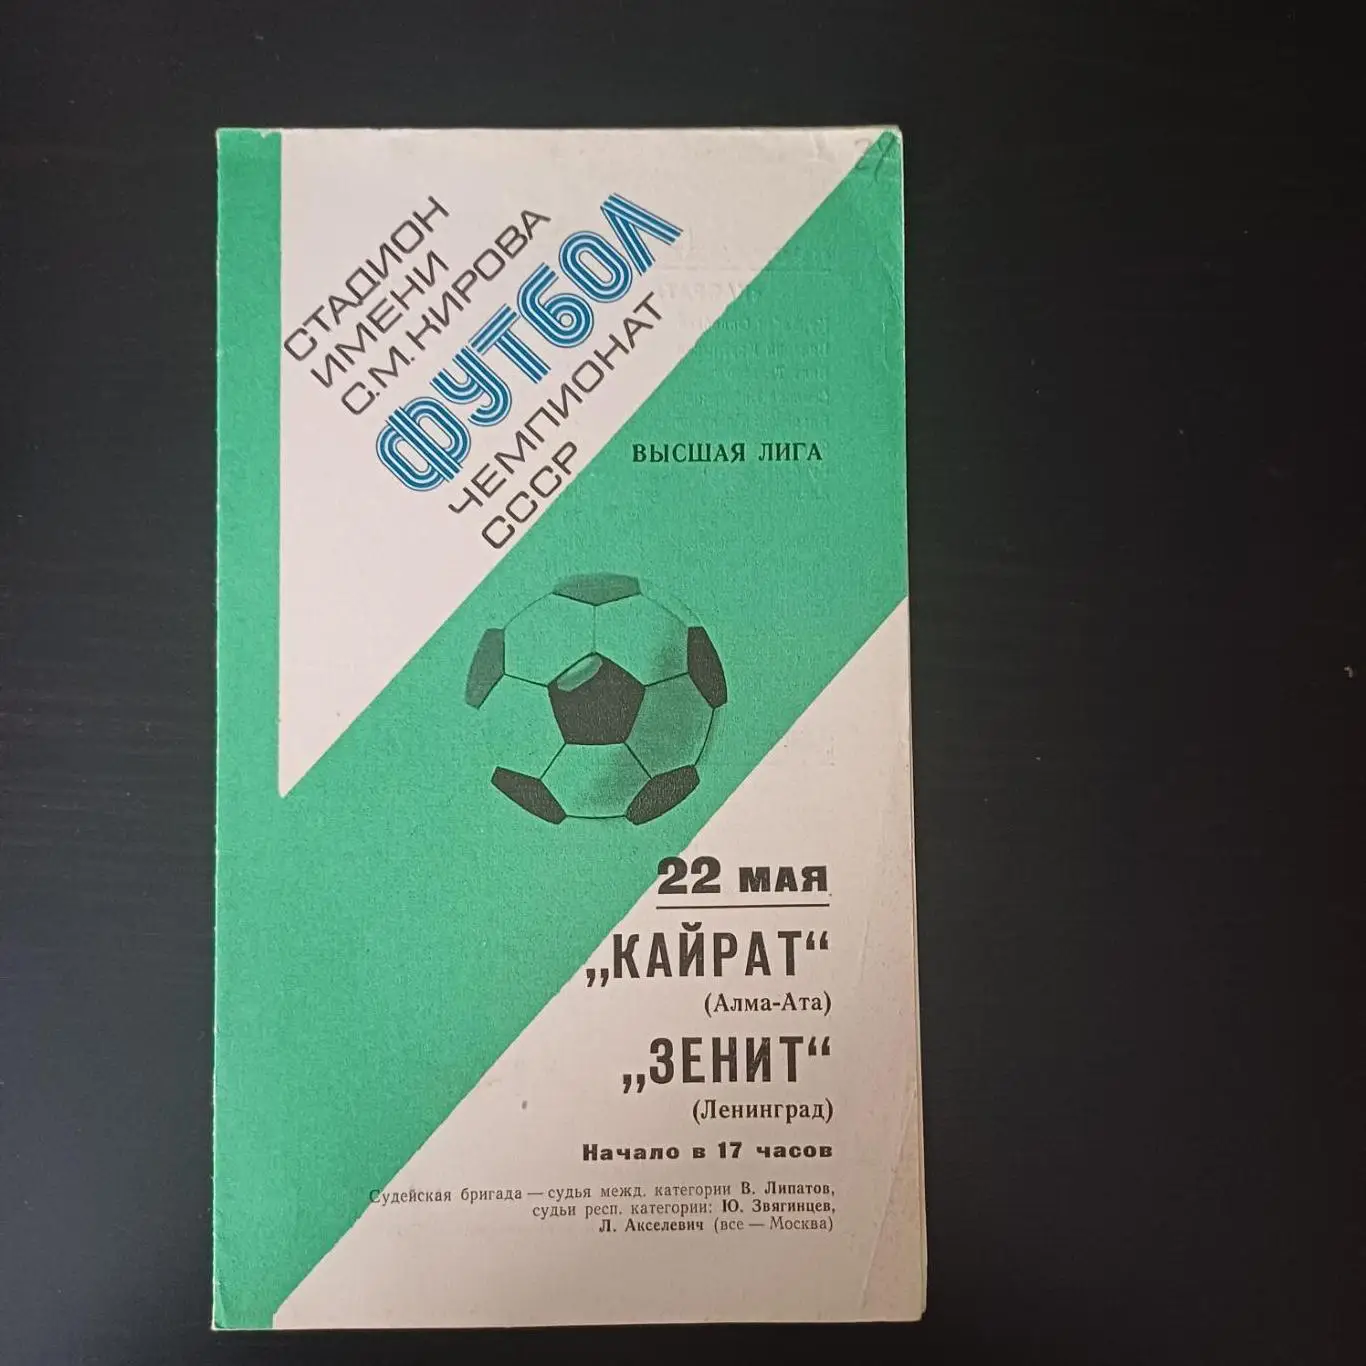 СТАДИОН
ИМЕНИ
С.М.КИРОВА
ФУТБОЛ
ЧЕМПИОНАТ
СССР
ВЫСШАЯ ЛИГА
22 МАЯ
„КАЙРАТ“
(Алма-Ата)
„ЗЕНИТ“
(Ленинград)
Начало в 17 часов
Судейская бригада — судья межд. категории В. Липатов,
судьи респ. категории: Ю. Звягинцев,
Л. Акселевич (все — Москва)